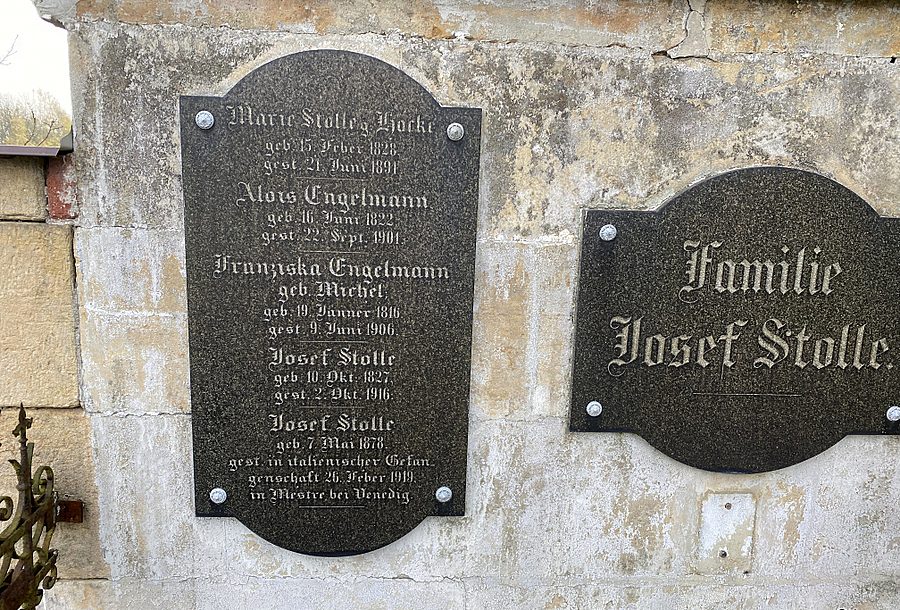 Marie Stolle g. Hocke
geb. 15. Feber 1828
gest. 21. Juni 1891
Alois Engelmann
geb. 16. Juni 1822.
gest. 22. Sept. 1901.
Franziska Engelmann
geb. Michel
geb. 19. Jänner 1816
gest. 9. Juni 1906.
Josef Stolle
geb. 10. Okt. 1827.
gest. 2. Okt. 1916.
Josef Stolle
geb. 7. Mai 1878.
gest. in italienischer Gefan-
genschaft 26. Feber 1919.
in Mestre bei Venedig.
Familie
Josef Stolle.